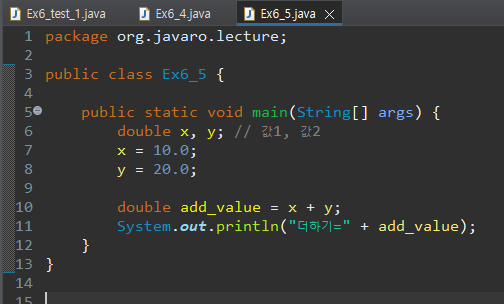 Ex6_test_1.java Ex6_4.java Ex6_5.java
1 package org.javaro.lecture;
2
3 public class Ex6_5 {
4
5 public static void main(String[] args) {
6 double x, y; // 값1, 값2
7 x = 10.0;
8 y = 20.0;
9
10 double add_value = x + y;
11 System.out.println("더하기=" + add_value);
12 }
13 }
14
15